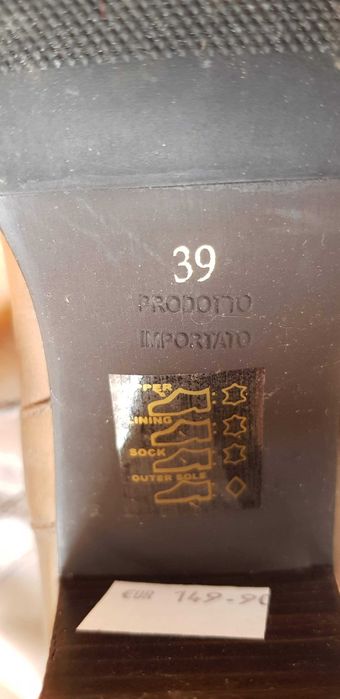 39
PRODOTTO
IMPORTATO
PER
LINING
SOCK
OUTER SOLE
EUR 149.90